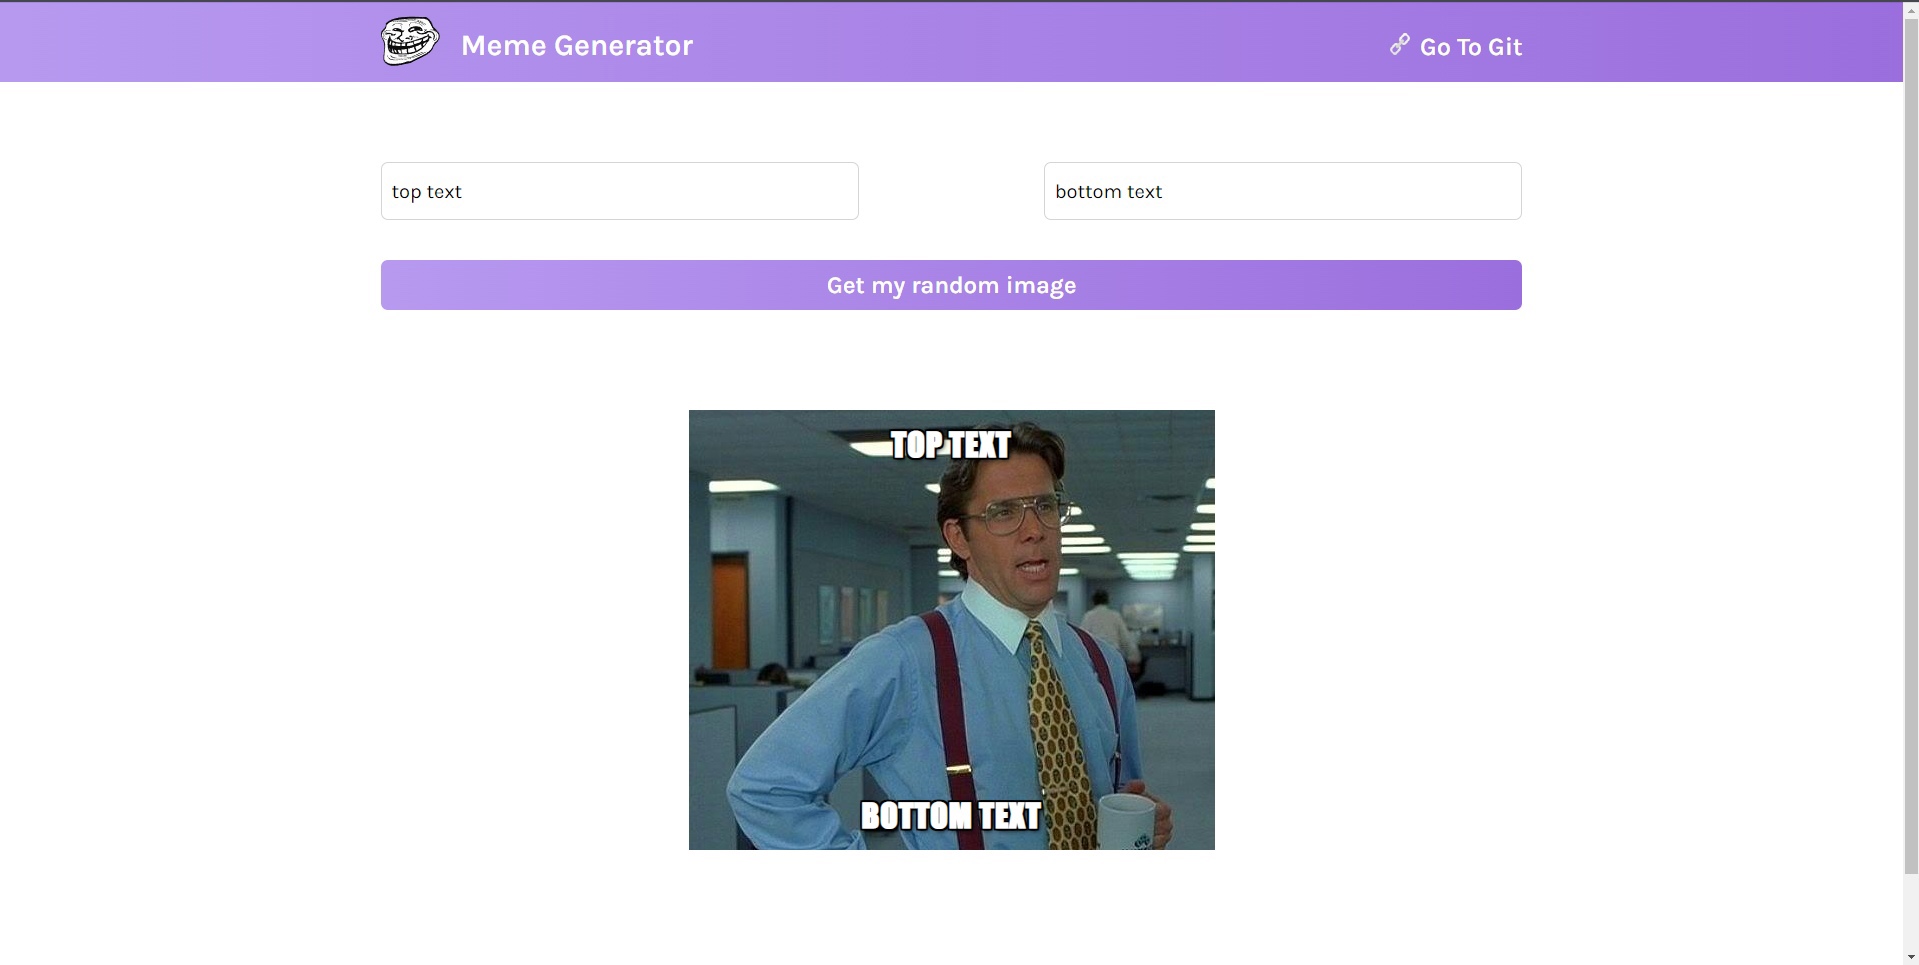 Meme Generator
Go To Git
top text
bottom text
Get my random image
TOP TEXT
BOTTOM TEXT